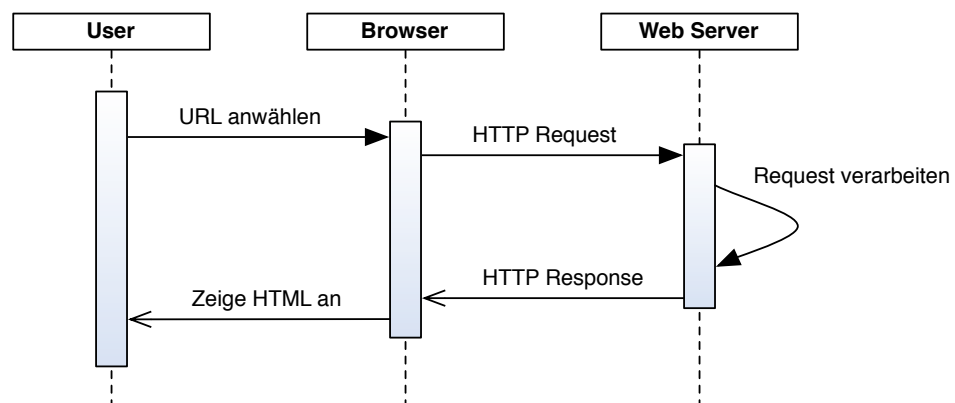 User
Browser
Web Server
URL anwählen
HTTP Request
Request verarbeiten
HTTP Response
Zeige HTML an